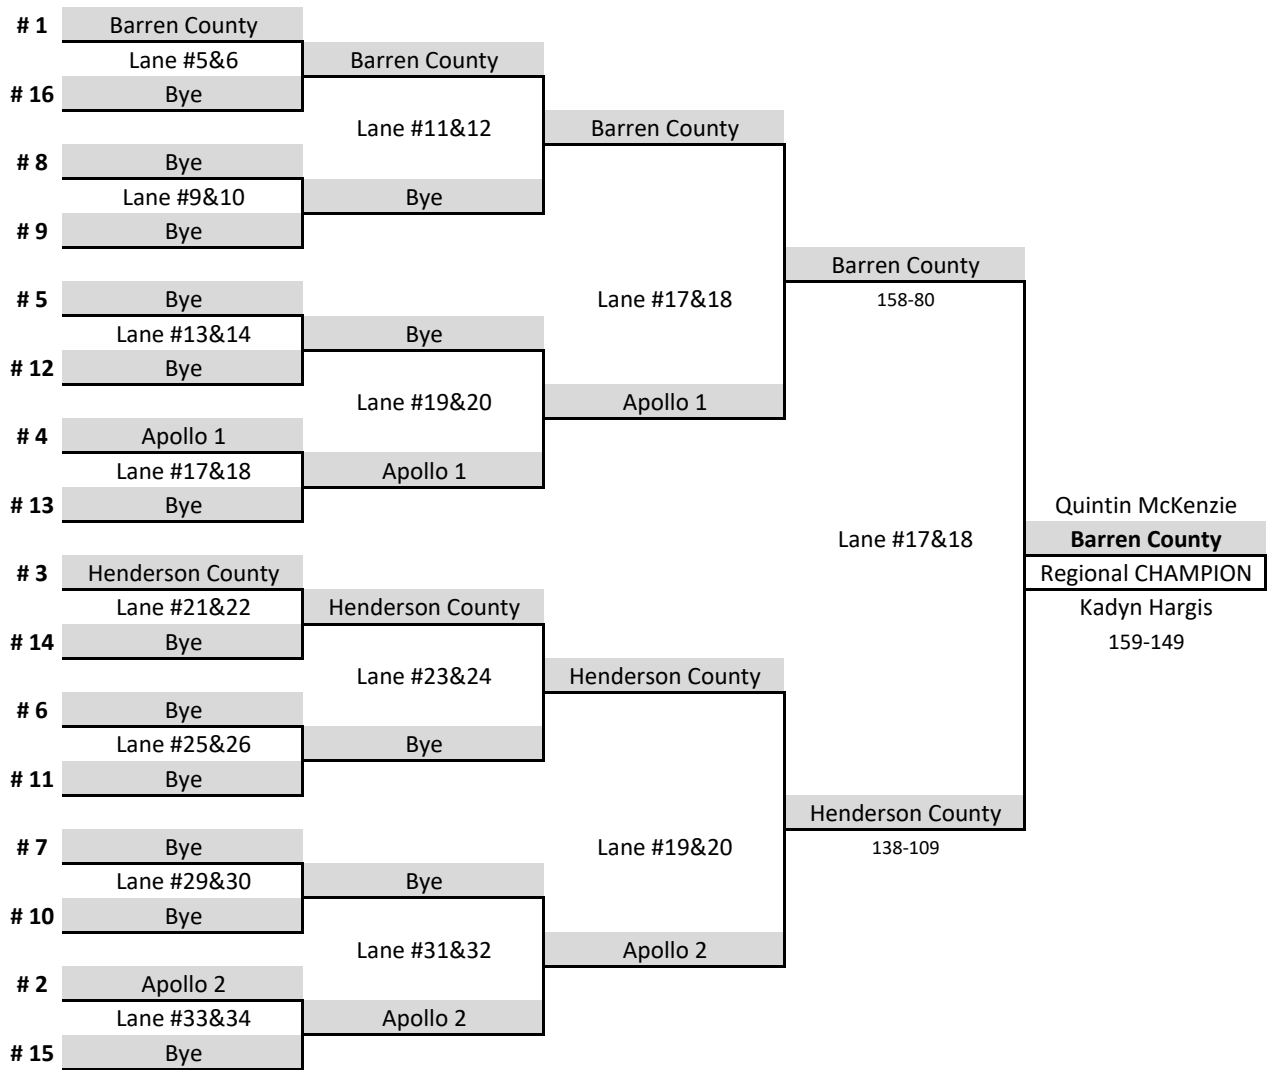 # 1 Barren County
Lane #5&6 Barren County
# 16 Bye
Lane #11&12 Barren County
# 8 Bye
Lane #9&10 Bye
# 9 Bye
Barren County
# 5 Bye Lane #17&18 158-80
Lane #13&14 Bye
# 12 Bye
Lane #19&20 Apollo 1
# 4 Apollo 1
Lane #17&18 Apollo 1
# 13 Bye Quintin McKenzie
Lane #17&18 Barren County
# 3 Henderson County Regional CHAMPION
Lane #21&22 Henderson County Kadyn Hargis
# 14 Bye 159-149
Lane #23&24 Henderson County
# 6 Bye
Lane #25&26 Bye
# 11 Bye
Henderson County
# 7 Bye Lane #19&20 138-109
Lane #29&30 Bye
# 10 Bye
Lane #31&32 Apollo 2
# 2 Apollo 2
Lane #33&34 Apollo 2
# 15 Bye